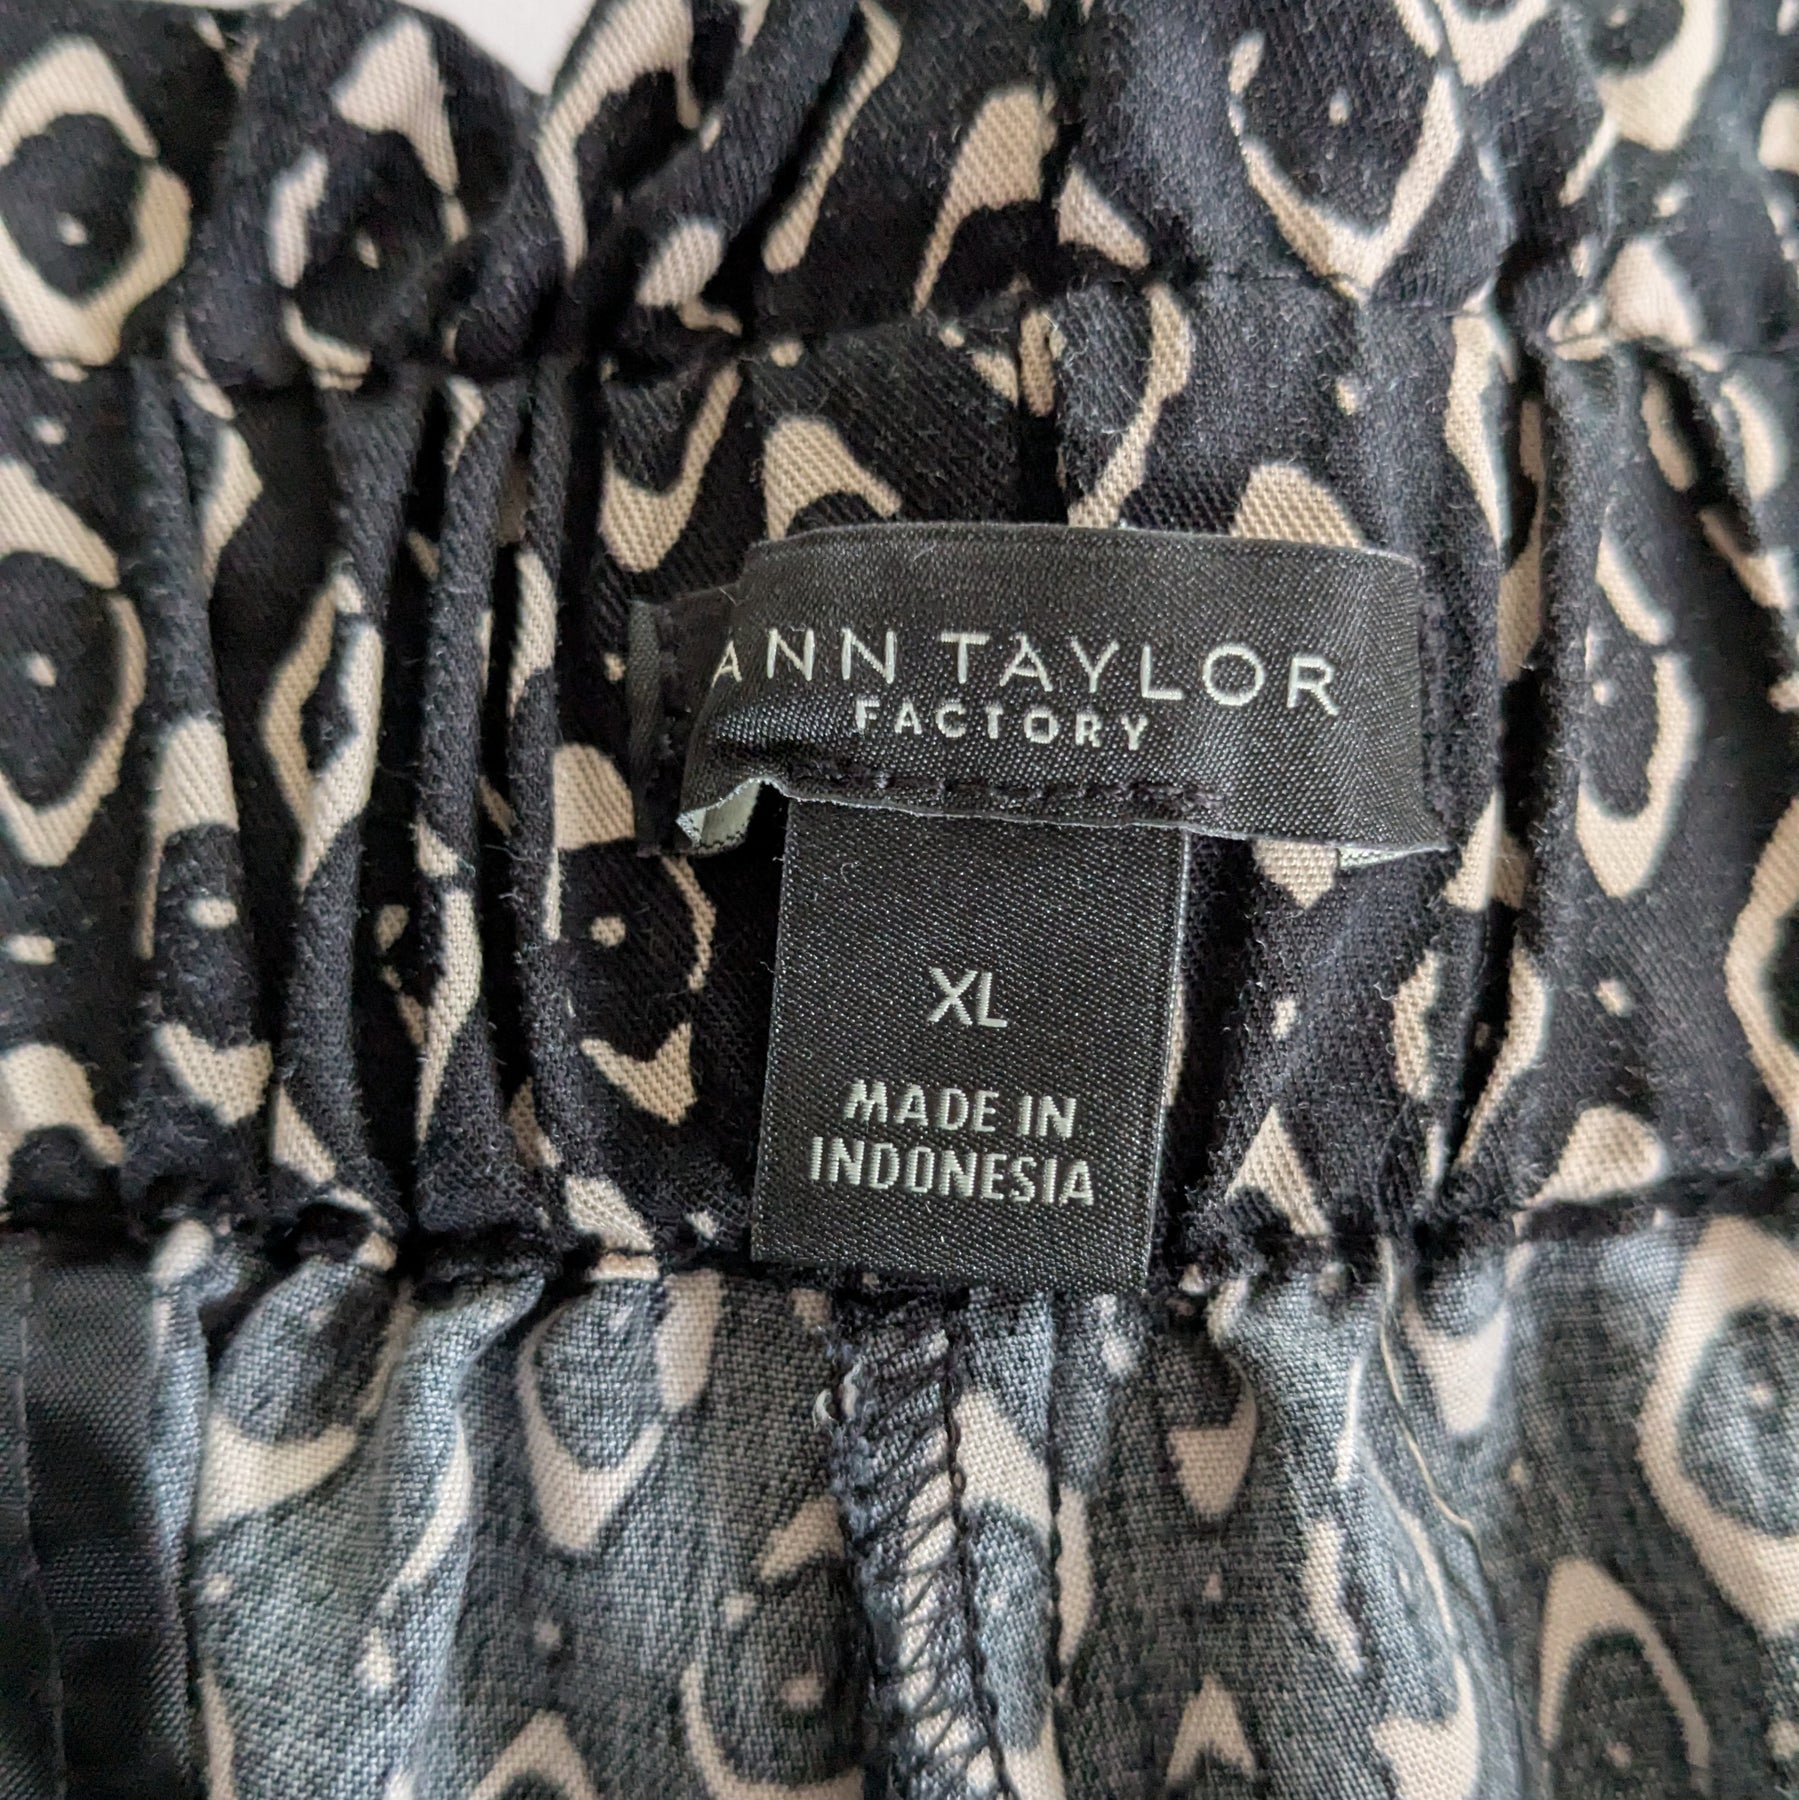 ANN TAYLOR
FACTORY
XL
MADE IN
INDONESIA